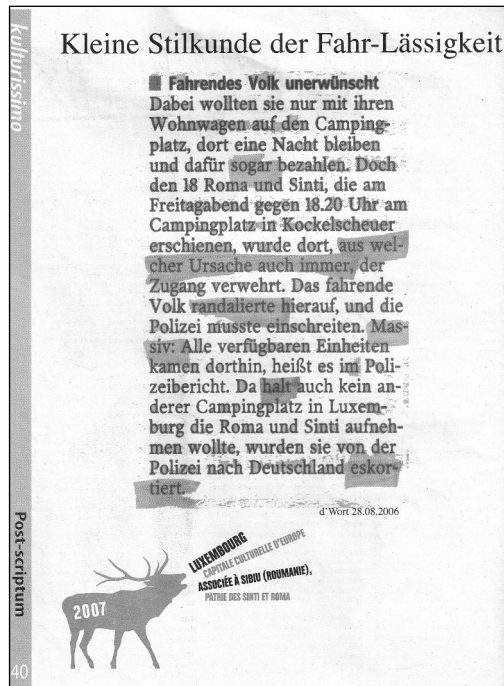 kulturissimo
Kleine Stilkunde der Fahr-Lässigkeit
Fahrendes Volk unerwünscht
Dabei wollten sie nur mit ihren
Wohnwagen auf den Camping-
platz, dort eine Nacht bleiben
und dafür sogar bezahlen. Doch
den 18 Roma und Sinti, die am
Freitagabend gegen 18.20 Uhr am
Campingplatz in Kockelscheuer
erschienen, wurde dort, aus wel-
cher Ursache auch immer, der
Zugang verwehrt. Das fahrende
Volk randalierte hierauf, und die
Polizei musste einschreiten. Mas-
siv: Alle verfügbaren Einheiten
kamen dorthin, heißt es im Poli-
zeibericht. Da halt auch kein an-
derer Campingplatz in Luxem-
burg die Roma und Sinti aufneh-
men wollte, wurden sie von der
Polizei nach Deutschland eskor-
tiert.
d'Wort 28.08.2006
LUXEMBOURG
CAPITALE CULTURELLE D'EUROPE
ASSOCIÉE À SIBIU (ROUMANIE),
PATRIE DES SINTI ET ROMA
2007
Post-scriptum
40